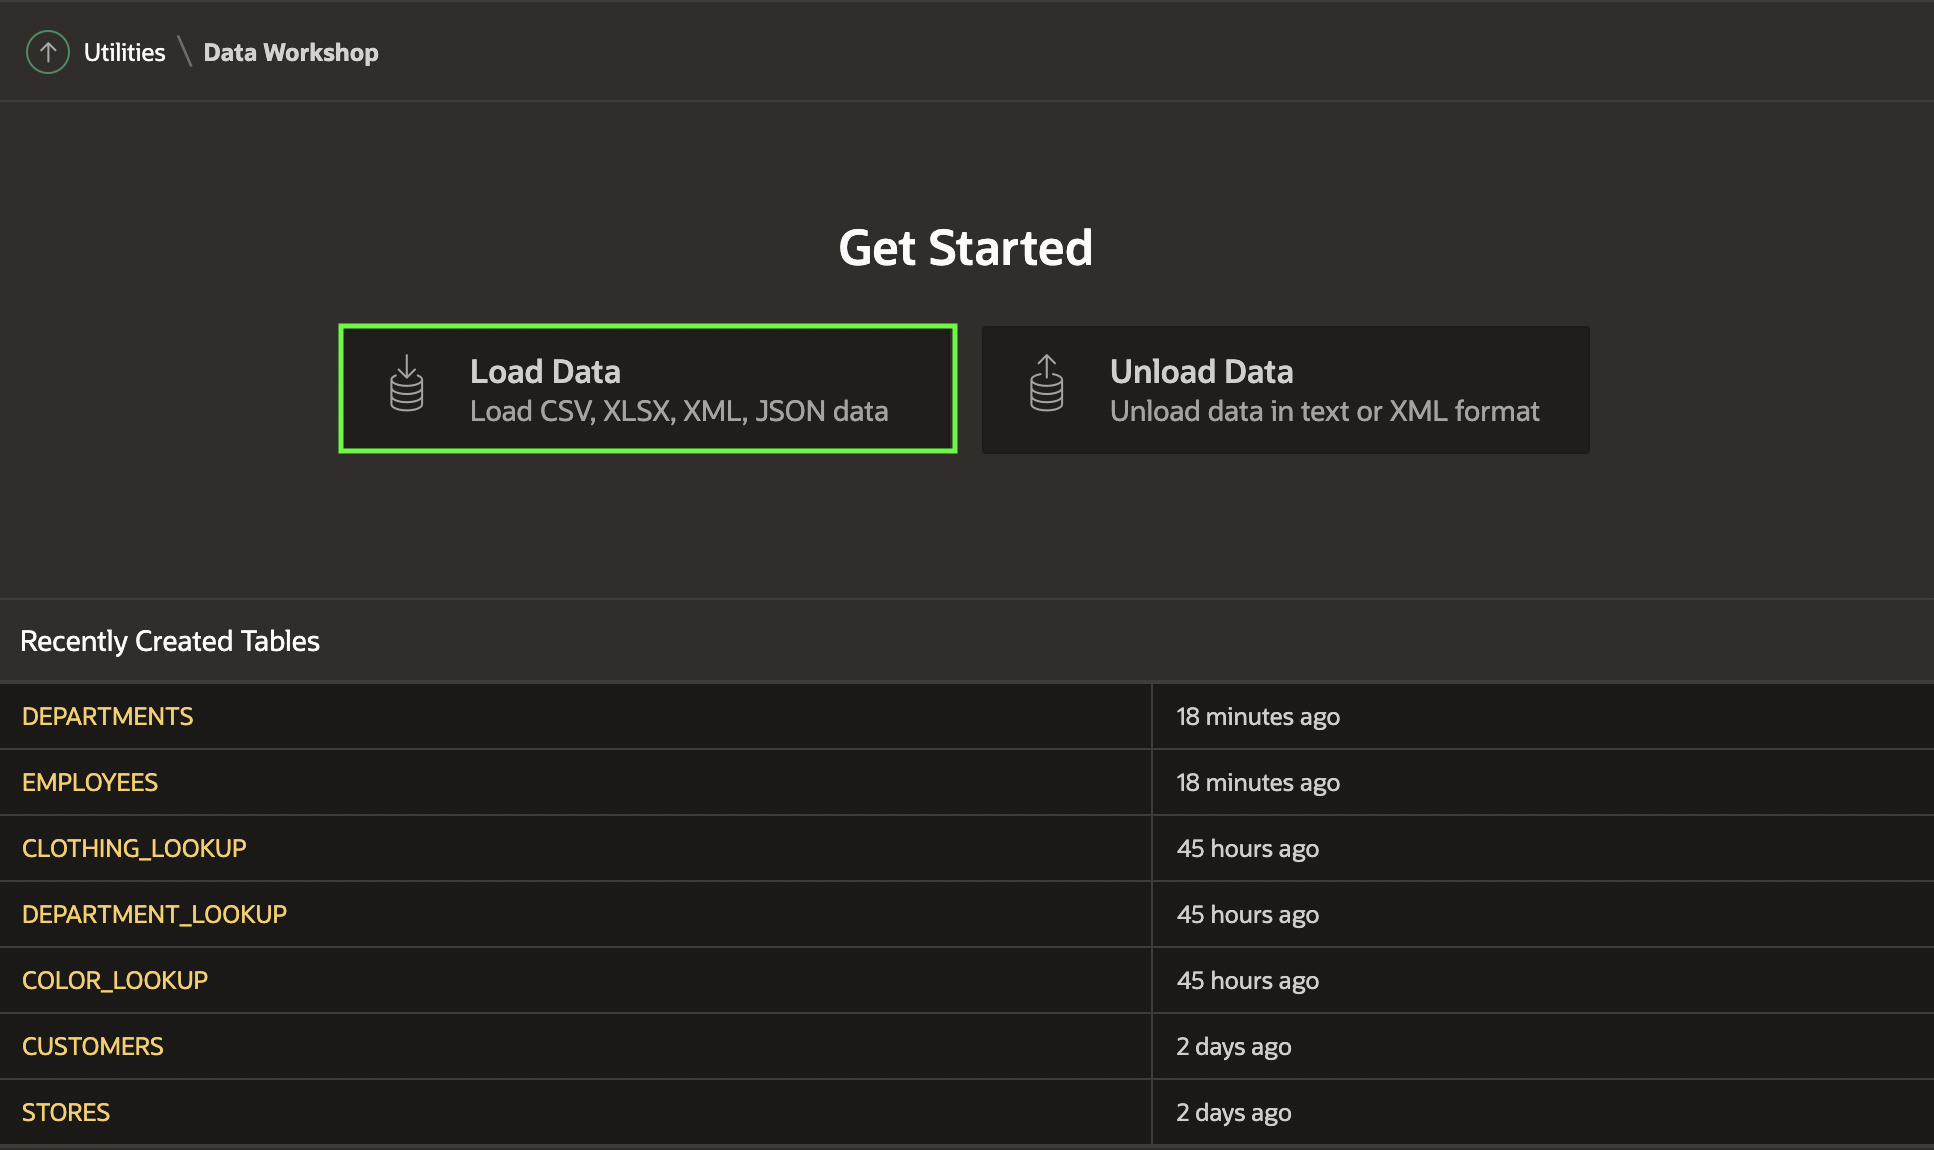 Utilities \ Data Workshop
Get Started
Load Data
Load CSV, XLSX, XML, JSON data
Unload Data
Unload data in text or XML format
Recently Created Tables
DEPARTMENTS 18 minutes ago
EMPLOYEES 18 minutes ago
CLOTHING_LOOKUP 45 hours ago
DEPARTMENT_LOOKUP 45 hours ago
COLOR_LOOKUP 45 hours ago
CUSTOMERS 2 days ago
STORES 2 days ago